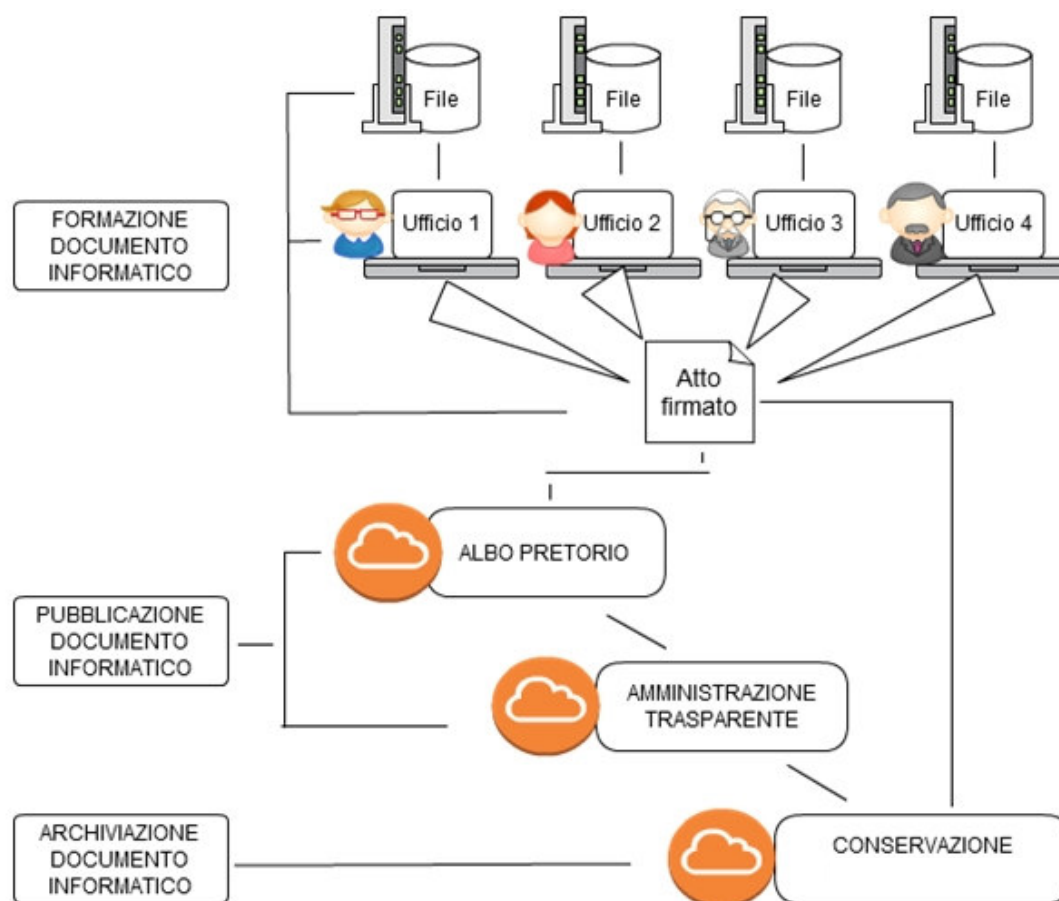 File
File
File
File
FORMAZIONE
DOCUMENTO
INFORMATICO
Ufficio 1
Ufficio 2
Ufficio 3
Ufficio 4
Atto
firmato
ALBO PRETORIO
PUBBLICAZIONE
DOCUMENTO
INFORMATICO
AMMINISTRAZIONE
TRASPARENTE
ARCHIVIAZIONE
DOCUMENTO
INFORMATICO
CONSERVAZIONE